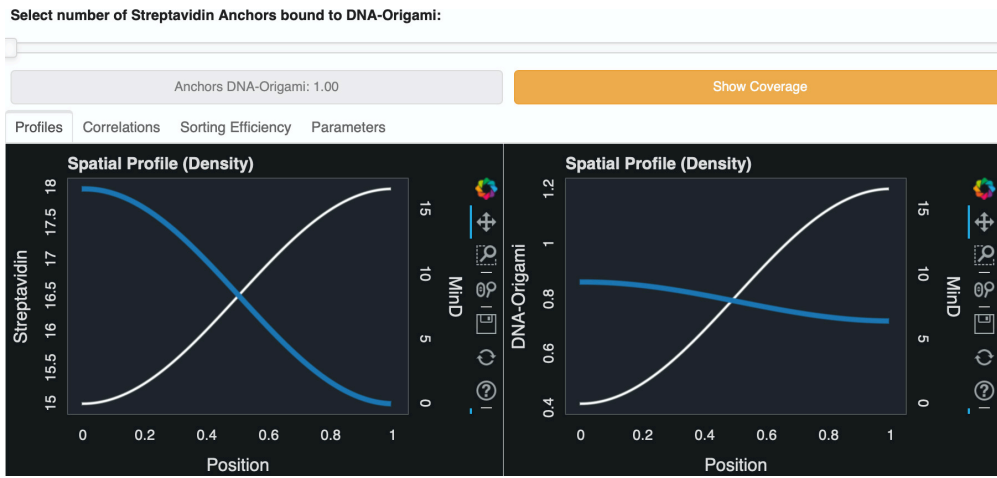 Select number of Streptavidin Anchors bound to DNA-Origami:
Anchors DNA-Origami: 1.00
Show Coverage
Profiles
Correlations
Sorting Efficiency
Parameters
Spatial Profile (Density)
18
17.5
17
16.5
16
15.5
15
Streptavidin
15
10
5
0
MinD
0 0.2 0.4 0.6 0.8 1
Position
Spatial Profile (Density)
1.2
1
0.8
0.6
0.4
DNA-Origami
15
10
5
0
MinD
0 0.2 0.4 0.6 0.8 1
Position